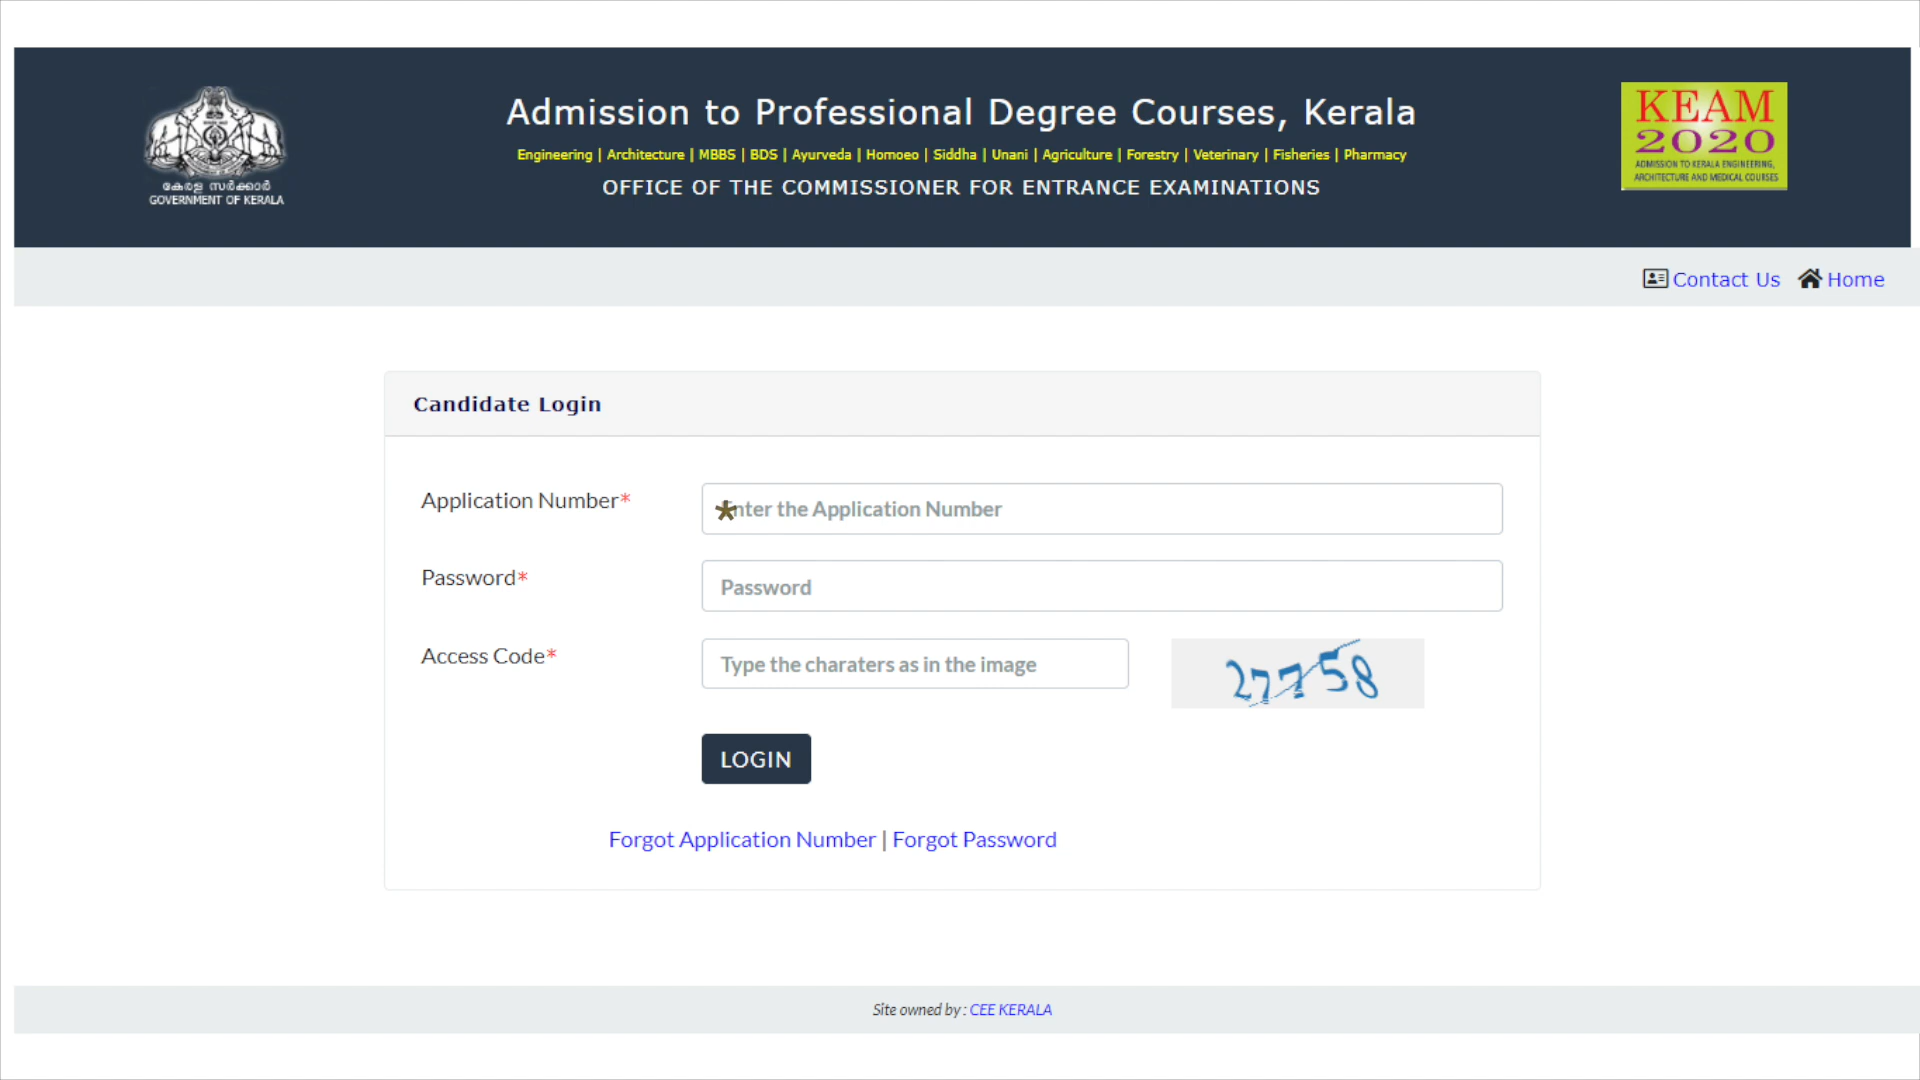 കേരള സർക്കാർ
GOVERNMENT OF KERALA
Admission to Professional Degree Courses, Kerala
Engineering | Architecture | MBBS | BDS | Ayurveda | Homoeo | Siddha | Unani | Agriculture | Forestry | Veterinary | Fisheries | Pharmacy
OFFICE OF THE COMMISSIONER FOR ENTRANCE EXAMINATIONS
KEAM
2020
ADMISSION TO KERALA ENGINEERING,
ARCHITECTURE AND MEDICAL COURSES
Contact Us Home
Candidate Login
Application Number* Enter the Application Number
Password* Password
Access Code* Type the charaters as in the image 27758
LOGIN
Forgot Application Number | Forgot Password
Site owned by : CEE KERALA